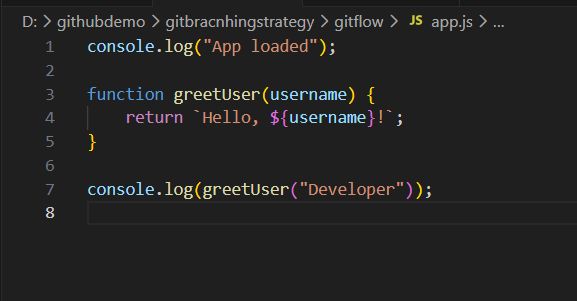 D: > githubdemo > gitbracnhingstrategy > gitflow > JS app.js > ...
1 console.log("App loaded");
2
3 function greetUser(username) {
4     return `Hello, ${username}!`;
5 }
6
7 console.log(greetUser("Developer"));
8